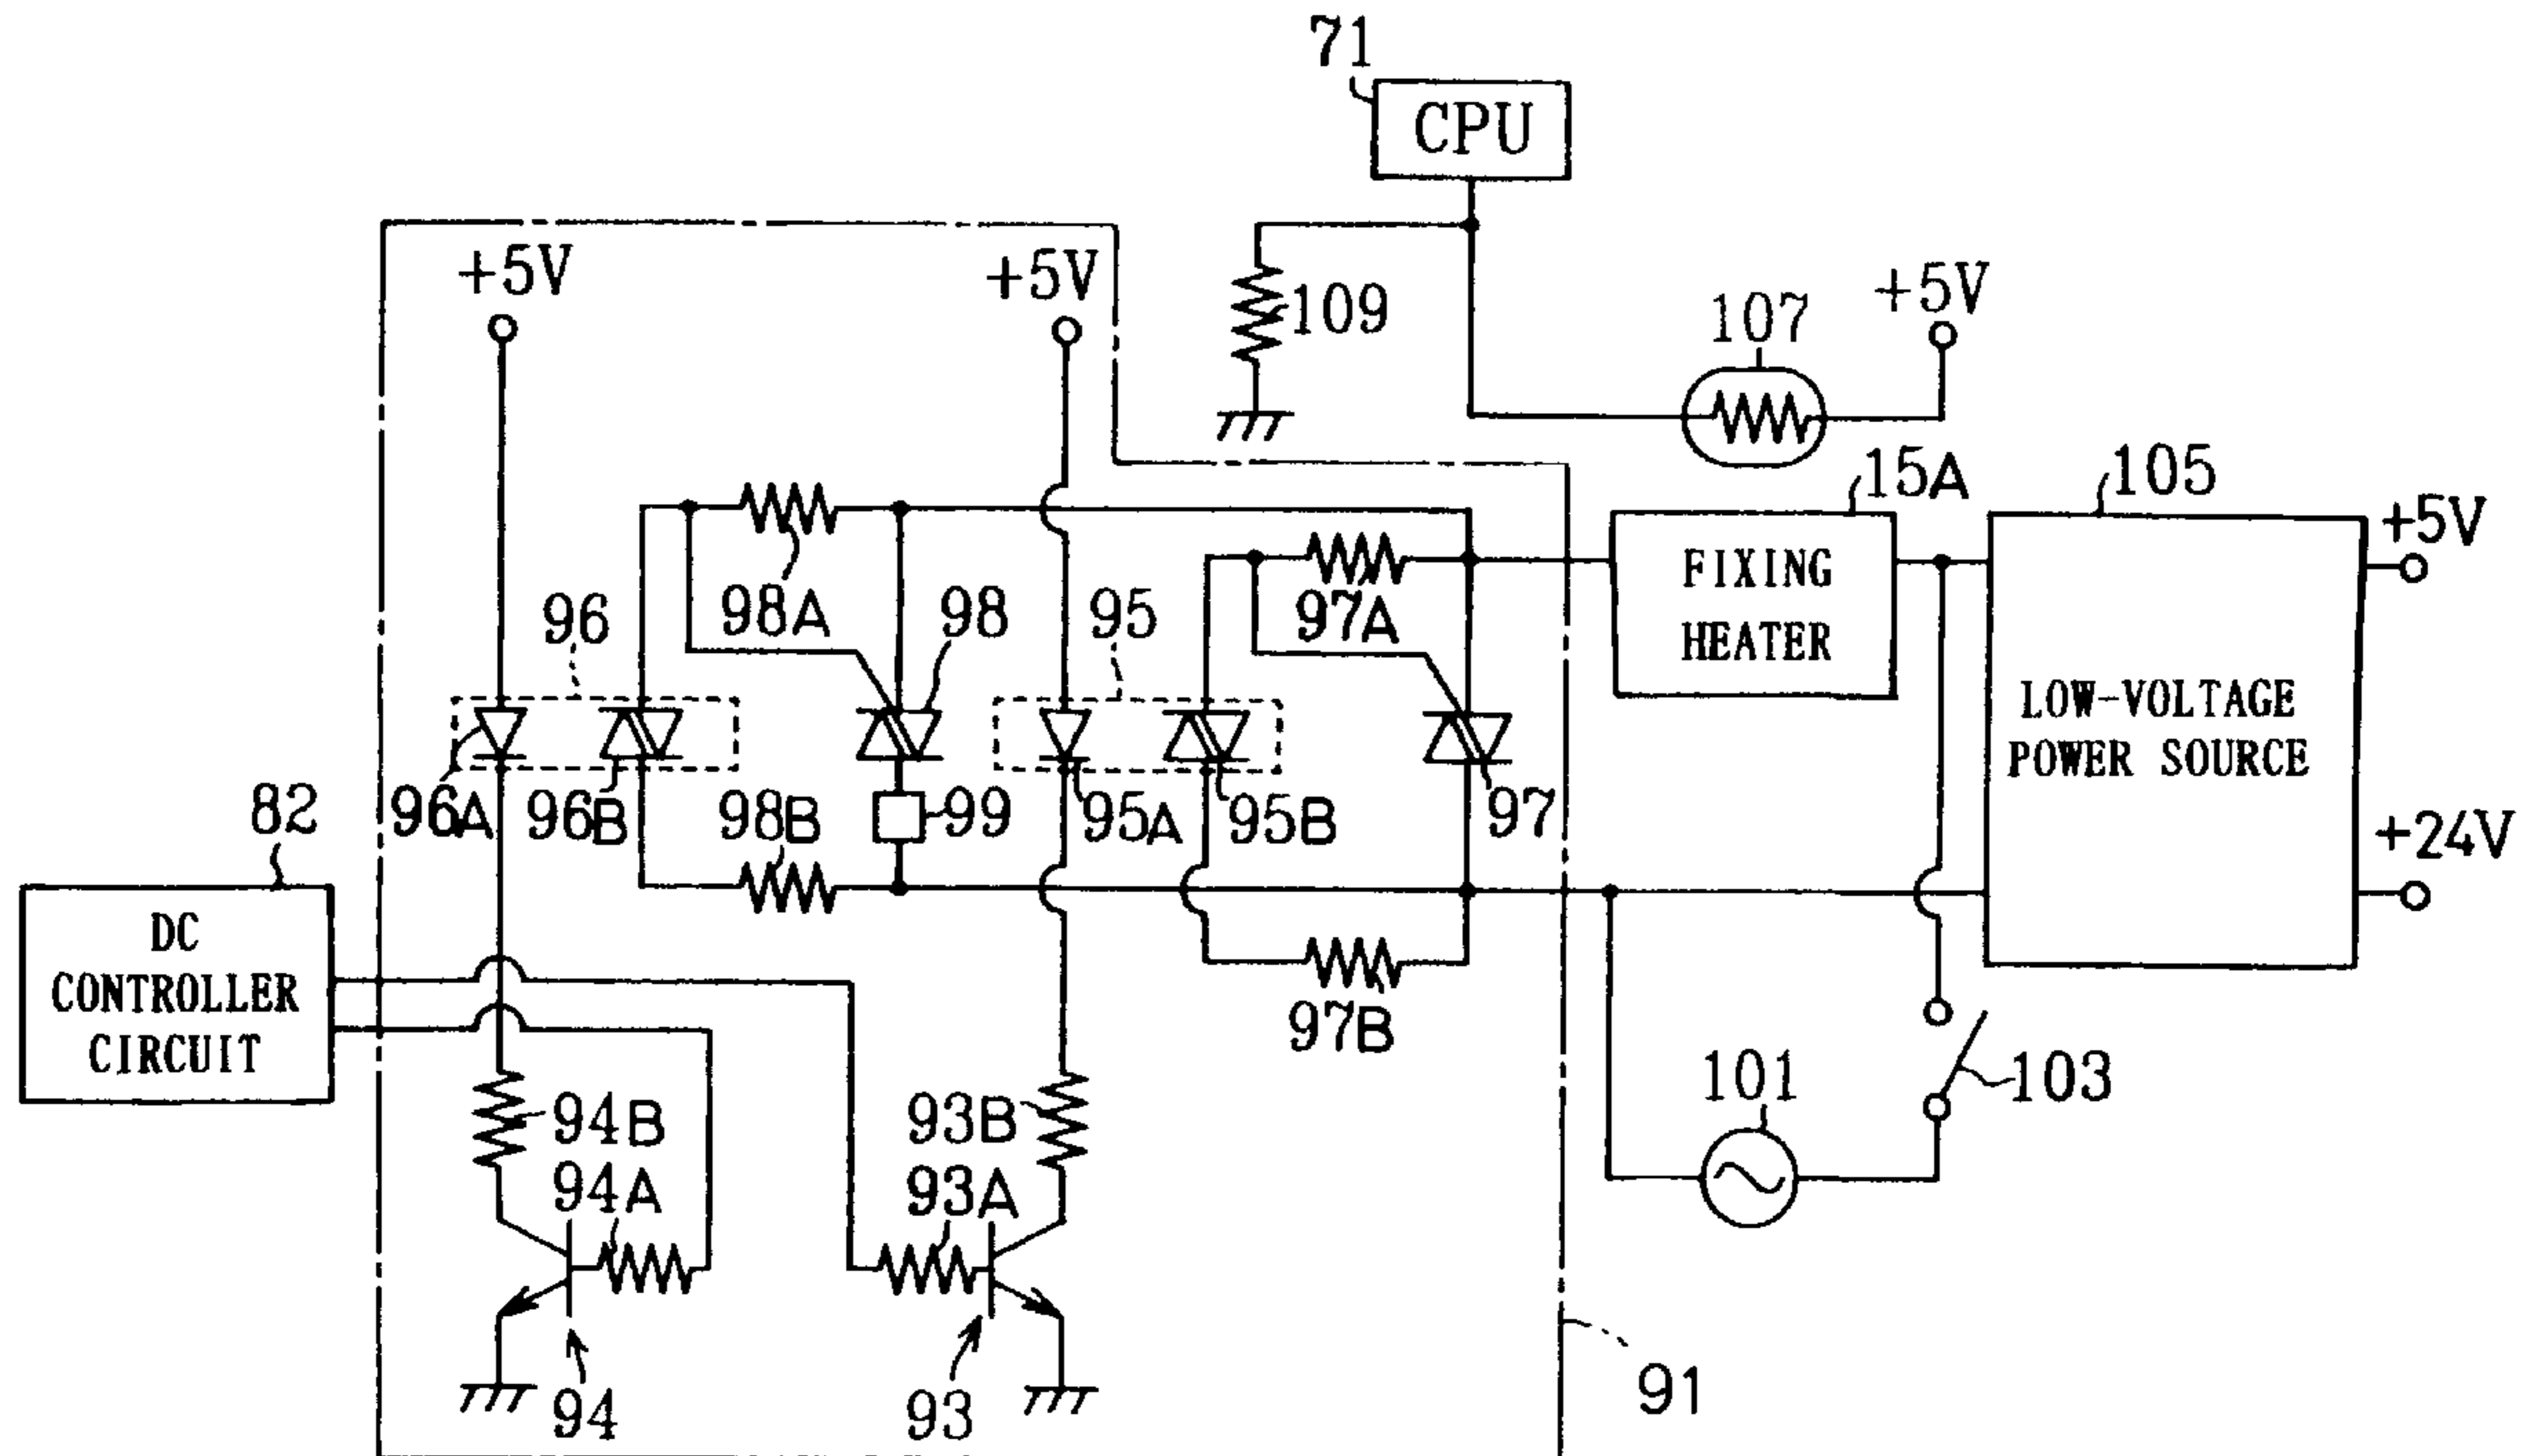 71
CPU
+5V
+5V
109
107
+5V
15A
105
+5V
98A
97A
FIXING
HEATER
96
98
95
LOW-VOLTAGE
POWER SOURCE
82
96A
96B
98B
99
95A
95B
97
+24V
DC
CONTROLLER
CIRCUIT
97B
101
103
94B
93B
94A
93A
94
93
91